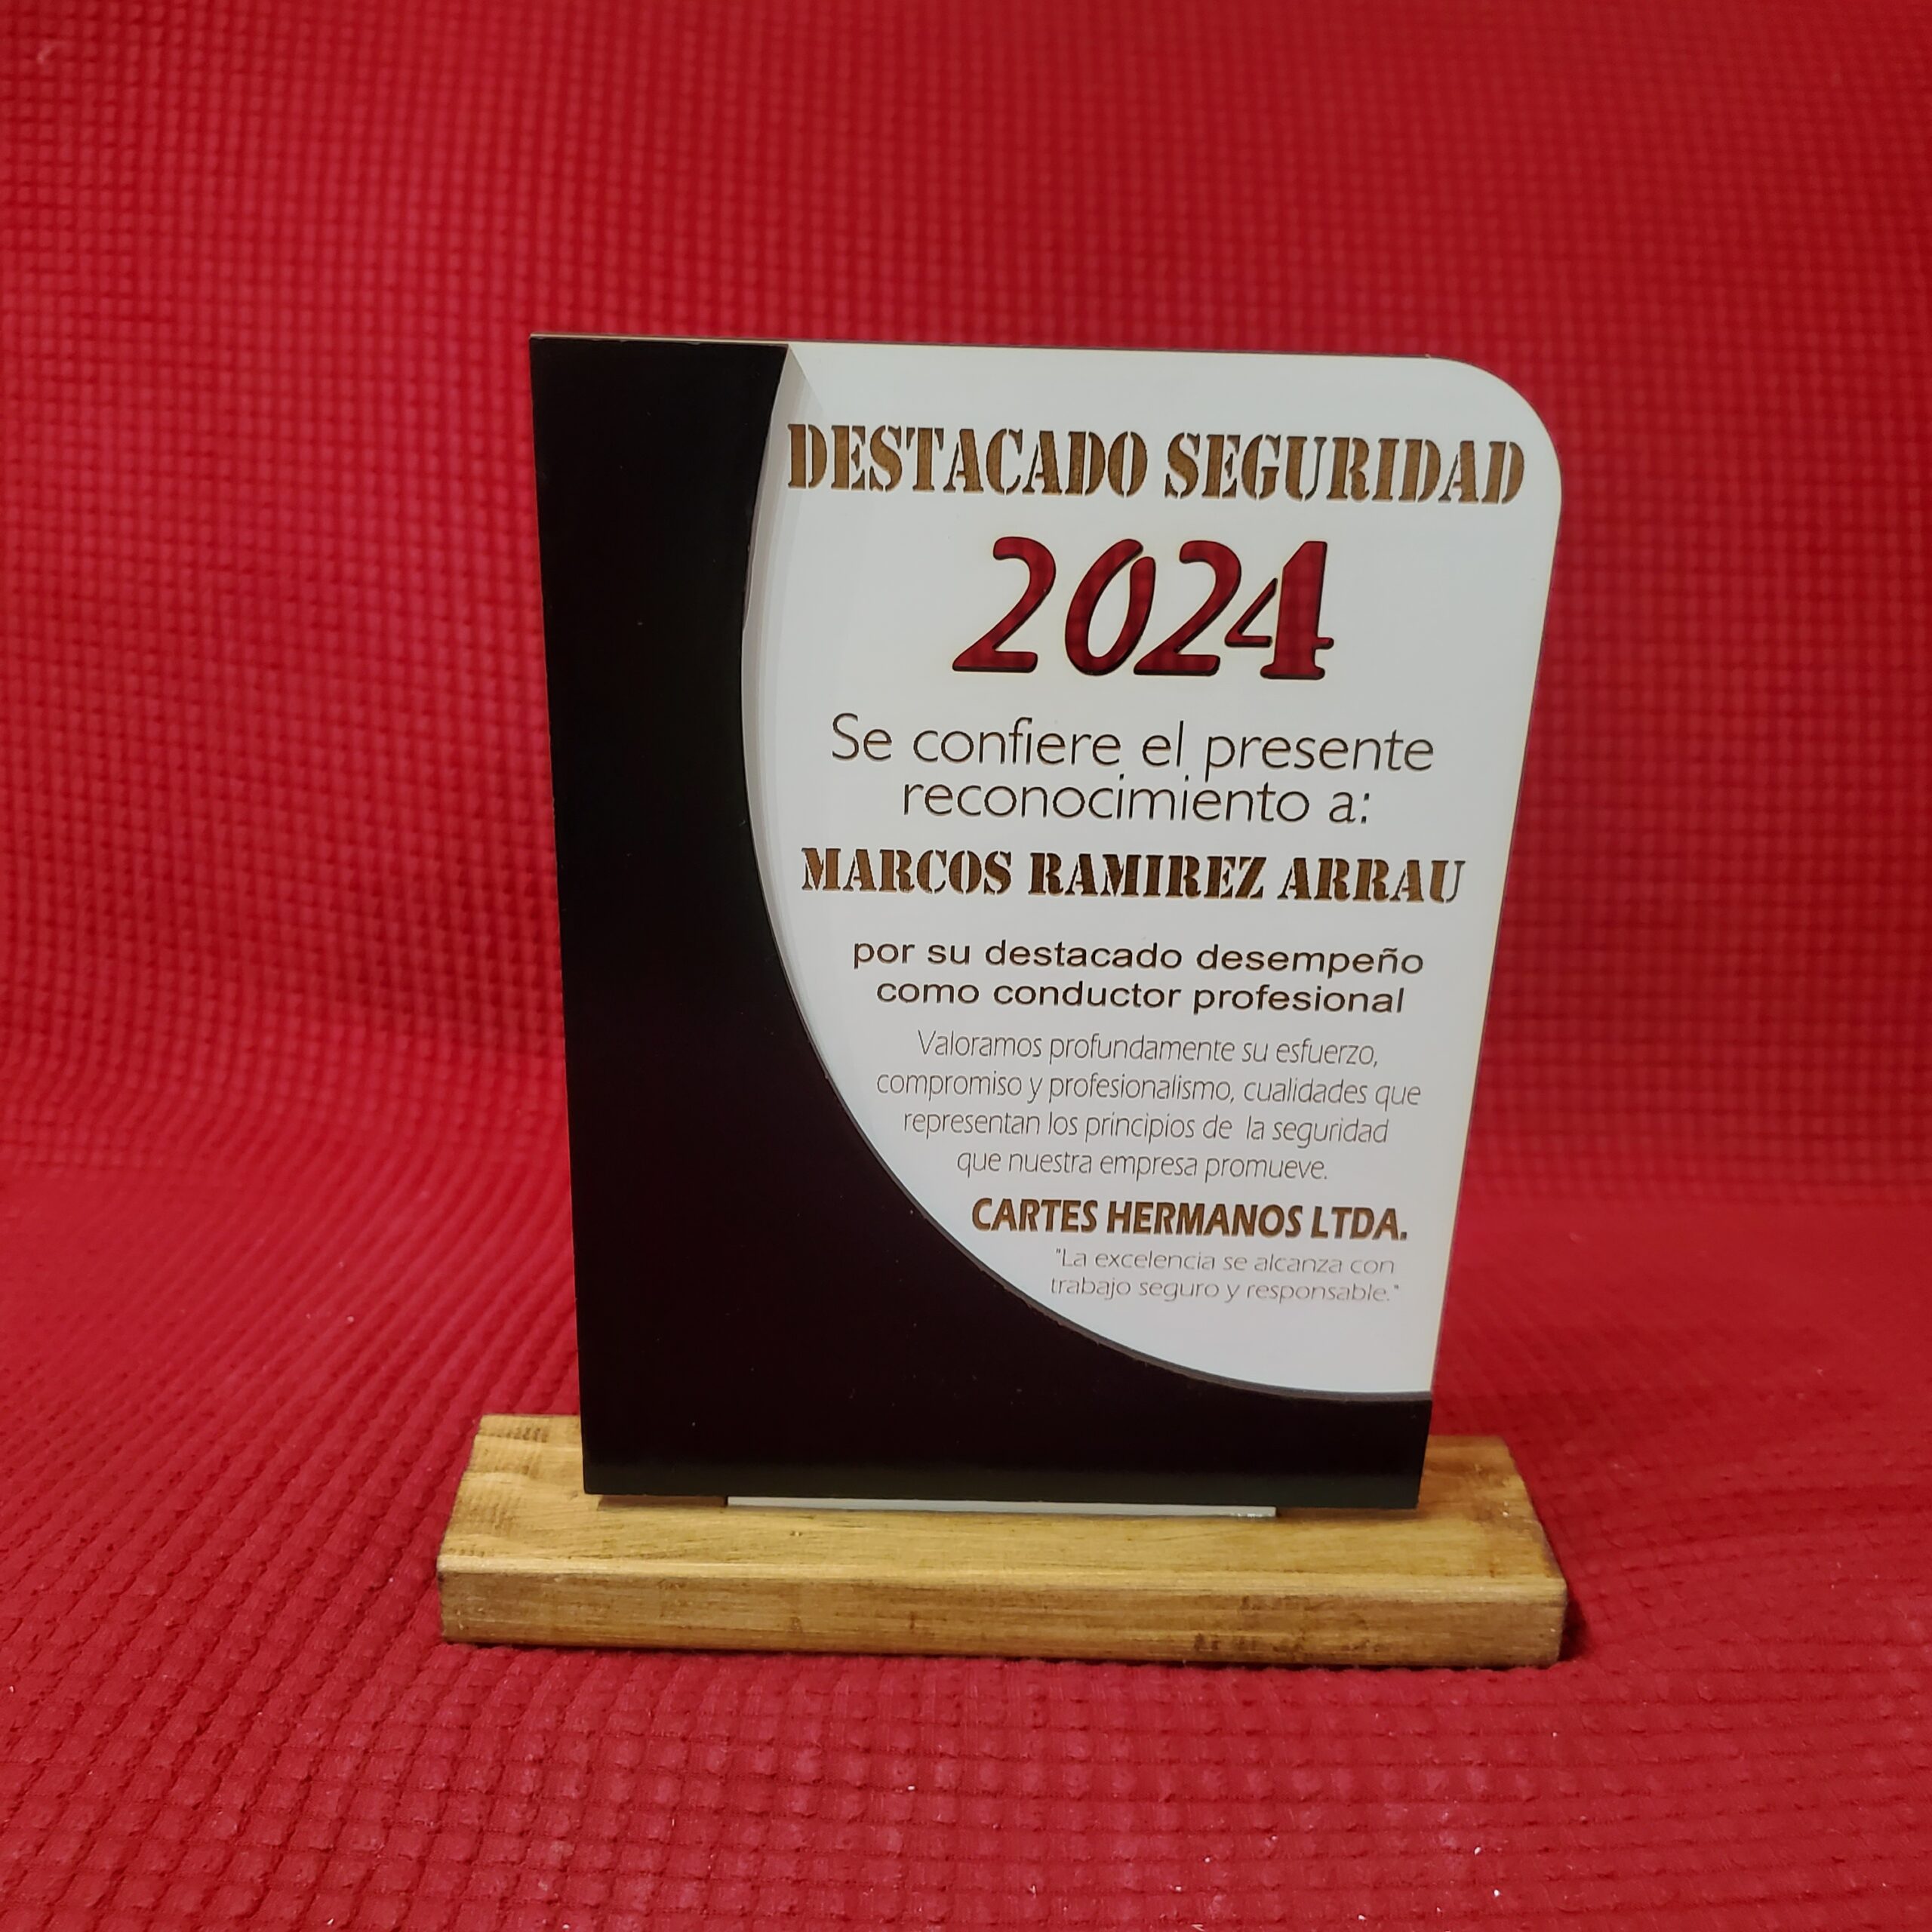 DESTACADO SEGURIDAD
2024
Se confiere el presente
reconocimiento a:
MARCOS RAMIREZ ARRAU
por su destacado desempeño
como conductor profesional
Valoramos profundamente su esfuerzo,
compromiso y profesionalismo, cualidades que
representan los principios de la seguridad
que nuestra empresa promueve.
CARTES HERMANOS LTDA.
"La excelencia se alcanza con
trabajo seguro y responsable."